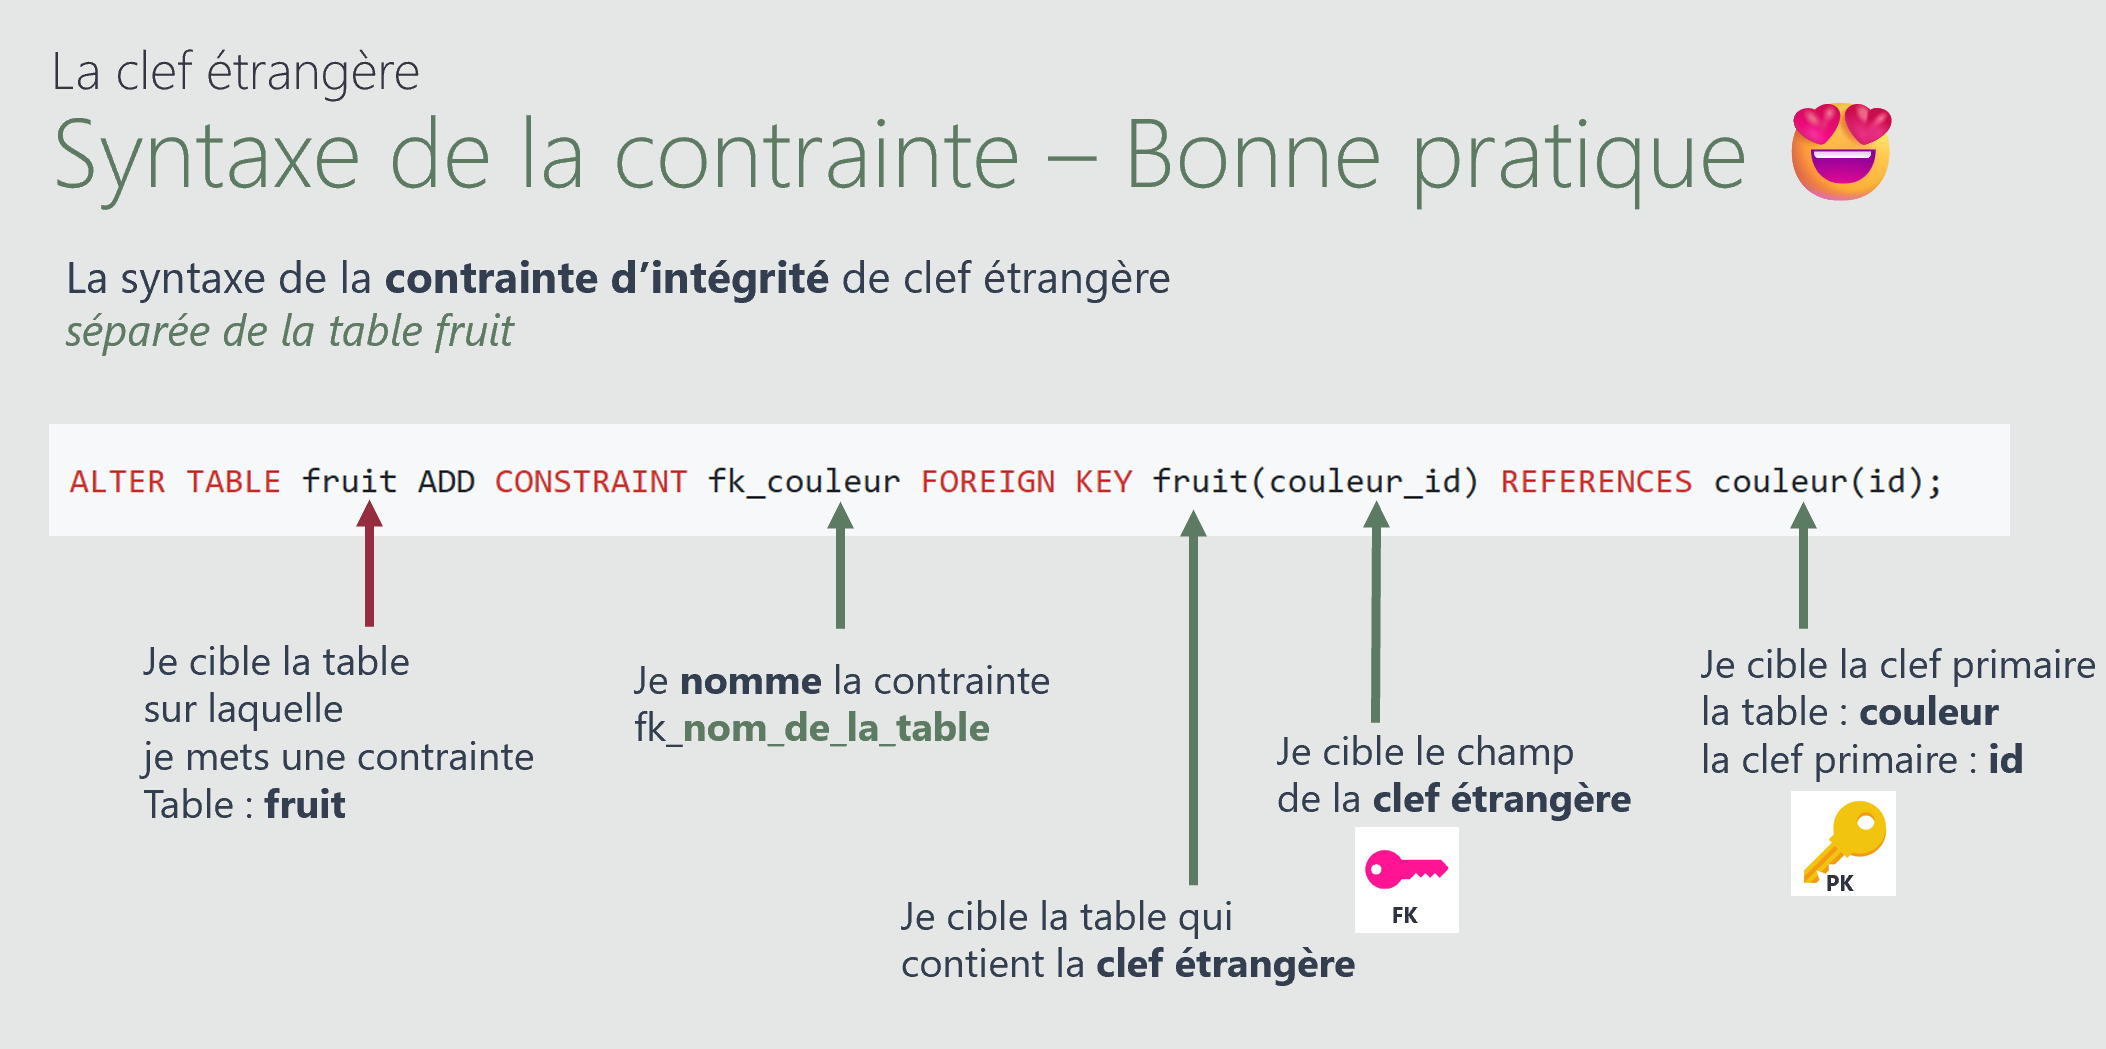 La clef étrangère
Syntaxe de la contrainte – Bonne pratique
La syntaxe de la contrainte d’intégrité de clef étrangère
séparée de la table fruit
ALTER TABLE fruit ADD CONSTRAINT fk_couleur FOREIGN KEY fruit(couleur_id) REFERENCES couleur(id);
Je cible la table
sur laquelle
je mets une contrainte
Table : fruit
Je nomme la contrainte
fk_nom_de_la_table
Je cible la table qui
contient la clef étrangère
Je cible le champ
de la clef étrangère
FK
Je cible la clef primaire
la table : couleur
la clef primaire : id
PK